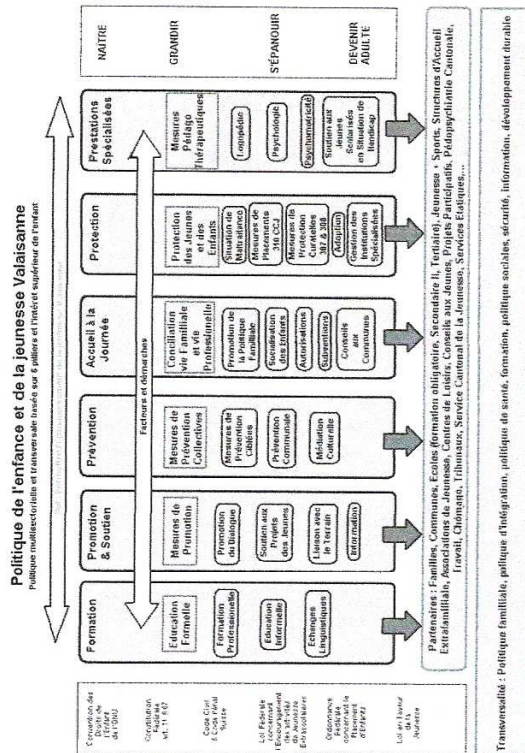 Politique de l'enfance et de la jeunesse Valaisanne
Politique multisectorielle et transversale basée sur 6 piliers et l'intérêt supérieur de l'enfant
Convention des
Droits de
l'Enfant
de l'ONU
Constitution
Fédérale
art. 11 & 67
Code Civil
& Code Pénal
Suisse
Loi Fédérale
concernant
l'Encouragement
des activités
de Jeunesse
Extrascolaires
Ordonnance
Fédérale
concernant le
Placement
d'Enfants
Loi en faveur
de la
Jeunesse
Facteurs et démarches
Formation
Education
Formelle
Formation
Professionnelle
Education
Informelle
Echanges
Linguistiques
Promotion
& Soutien
Mesures de
Promotion
Promotion
du Dialogue
Soutien aux
Projets
des Jeunes
Liaison avec
le Terrain
Information
Prévention
Mesures de
Prévention
Collectives
Mesures de
Prévention
Ciblées
Prévention
Communale
Médiation
Culturelle
Accueil à la
Journée
Conciliation
vie Familiale
et vie
Professionnelle
Promotion de
la Politique
Familiale
Socialisation
des Enfants
Autorisations
Subventions
Conseils
aux
Communes
Protection
Protection
des Jeunes
et des
Enfants
Situation de
Maltraitance
Mesures de
Placements
310 CCJ
Mesures de
Protection
Curatelles
307 & 308
Adoption
Gestion des
Institutions
Spécialisées
Prestations
Spécialisées
Mesures
Pédago
Thérapeutiques
Logopédie
Psychologie
Psychomotricité
Soutien aux
Jeunes
Scolarisés
en Situation de
Handicap
NAÎTRE
GRANDIR
S'ÉPANOUIR
DEVENIR
ADULTE
Partenaires : Familles, Communes, Ecoles (formation obligatoire, Secondaire II, Tertiaire), Jeunesse + Sports, Structures d'Accueil
Extrafamiliale, Associations de Jeunesse, Centres de Loisirs, Conseils aux Jeunes, Projets Participatifs, Pédopsychiatrie Cantonale,
Travail, Chômage, Tribunaux, Service Cantonal de la Jeunesse, Services Etatiques,...
Transversalité : Politique familiale, politique d'intégration, politique de santé, formation, politique sociales, sécurité, information, développement durable